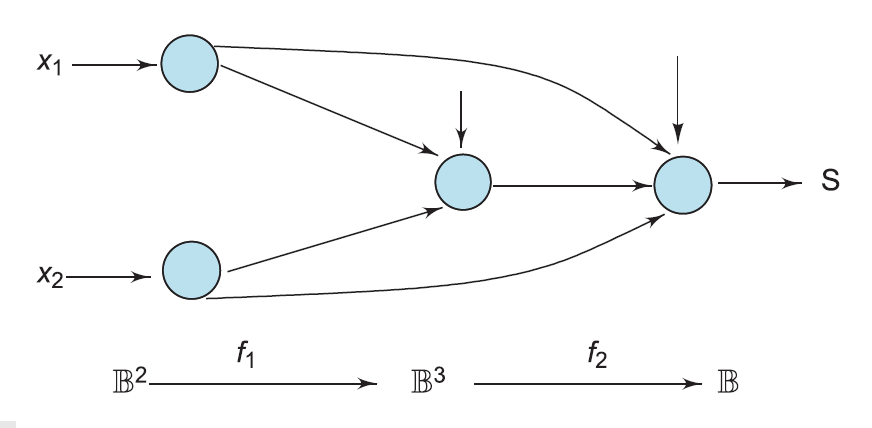 x₁
S
x₂
f₁ f₂
𝔹² 𝔹³ 𝔹